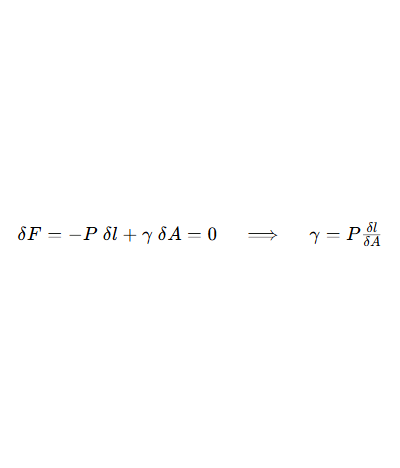 δF = −P δl + γ δA = 0 ⟹ γ = P δl/δA